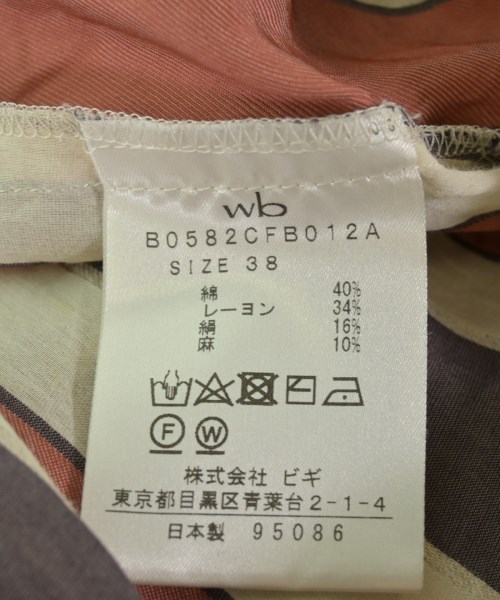 wb
B0582CFB012A
SIZE 38
綿 40%
レーヨン 34%
絹 16%
麻 10%
F W
株式会社 ビギ
東京都目黒区青葉台2-1-4
日本製 95086